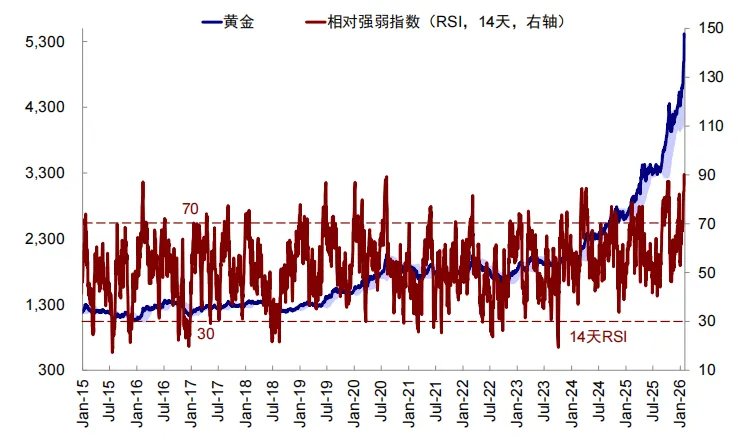 黄金
相对强弱指数（RSI，14天，右轴）
5,300
4,300
3,300
2,300
1,300
300
150
130
110
90
70
50
30
10
70
30
14天RSI
Jan-15
Jul-15
Jan-16
Jul-16
Jan-17
Jul-17
Jan-18
Jul-18
Jan-19
Jul-19
Jan-20
Jul-20
Jan-21
Jul-21
Jan-22
Jul-22
Jan-23
Jul-23
Jan-24
Jul-24
Jan-25
Jul-25
Jan-26